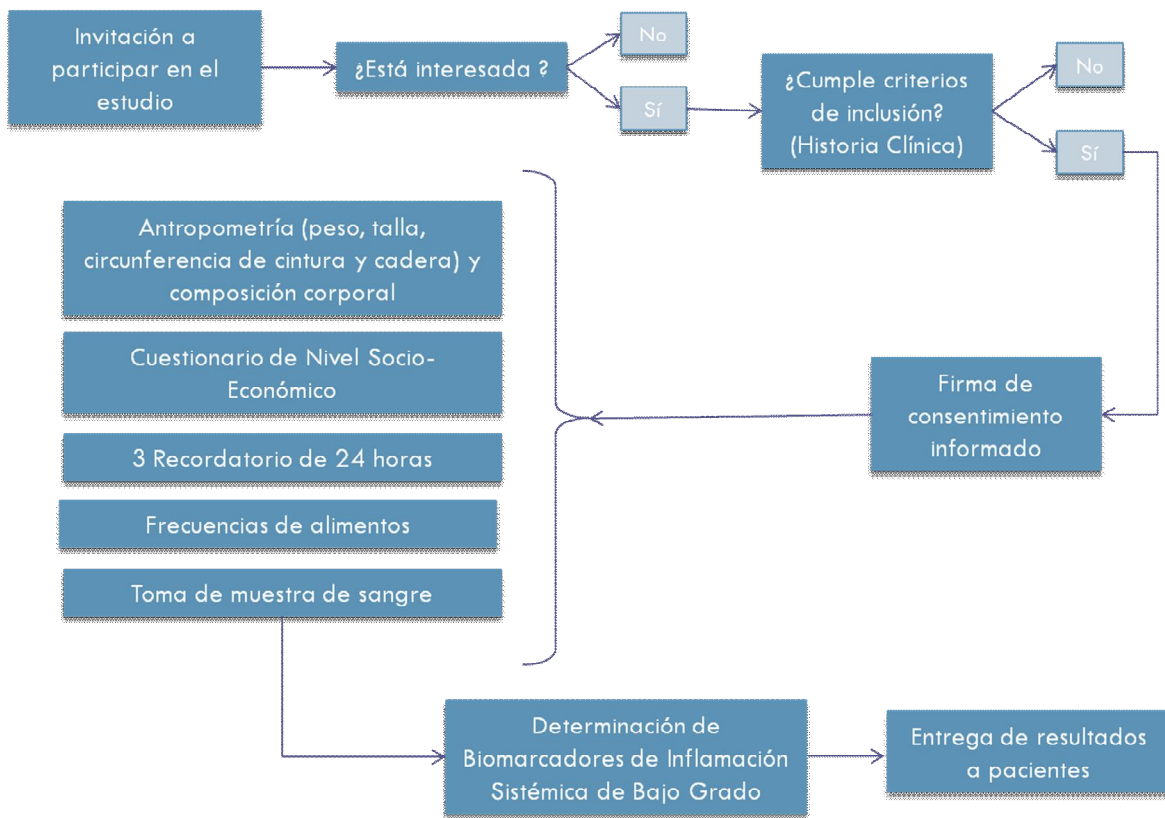 Invitación a
participar en el
estudio
¿Está interesada ?
No
Sí
¿Cumple criterios
de inclusión?
(Historia Clínica)
No
Sí
Firma de
consentimiento
informado
Antropometría (peso, talla,
circunferencia de cintura y cadera) y
composición corporal
Cuestionario de Nivel Socio-
Económico
3 Recordatorio de 24 horas
Frecuencias de alimentos
Toma de muestra de sangre
Determinación de
Biomarcadores de Inflamación
Sistémica de Bajo Grado
Entrega de resultados
a pacientes